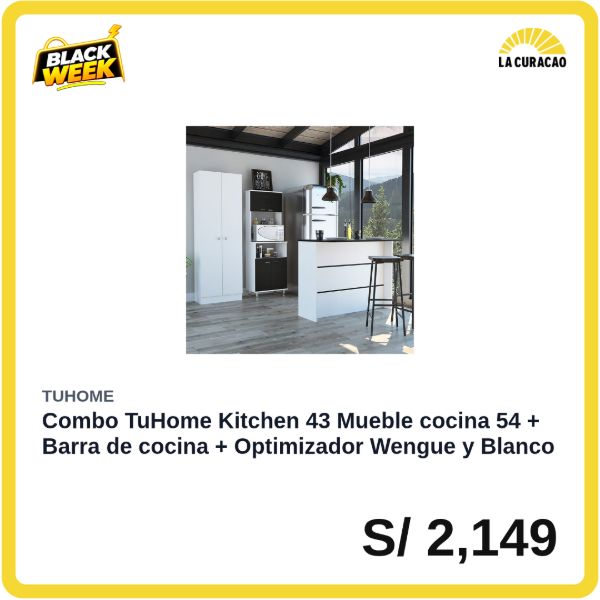 BLACK
WEEK
LA CURACAO
TUHOME
Combo TuHome Kitchen 43 Mueble cocina 54 +
Barra de cocina + Optimizador Wengue y Blanco
S/ 2,149